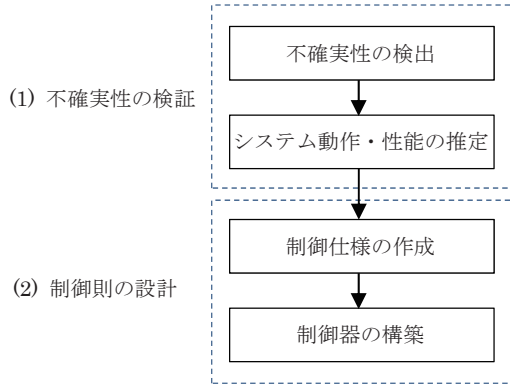 不確実性の検出
(1) 不確実性の検証
システム動作・性能の推定
制御仕様の作成
(2) 制御則の設計
制御器の構築